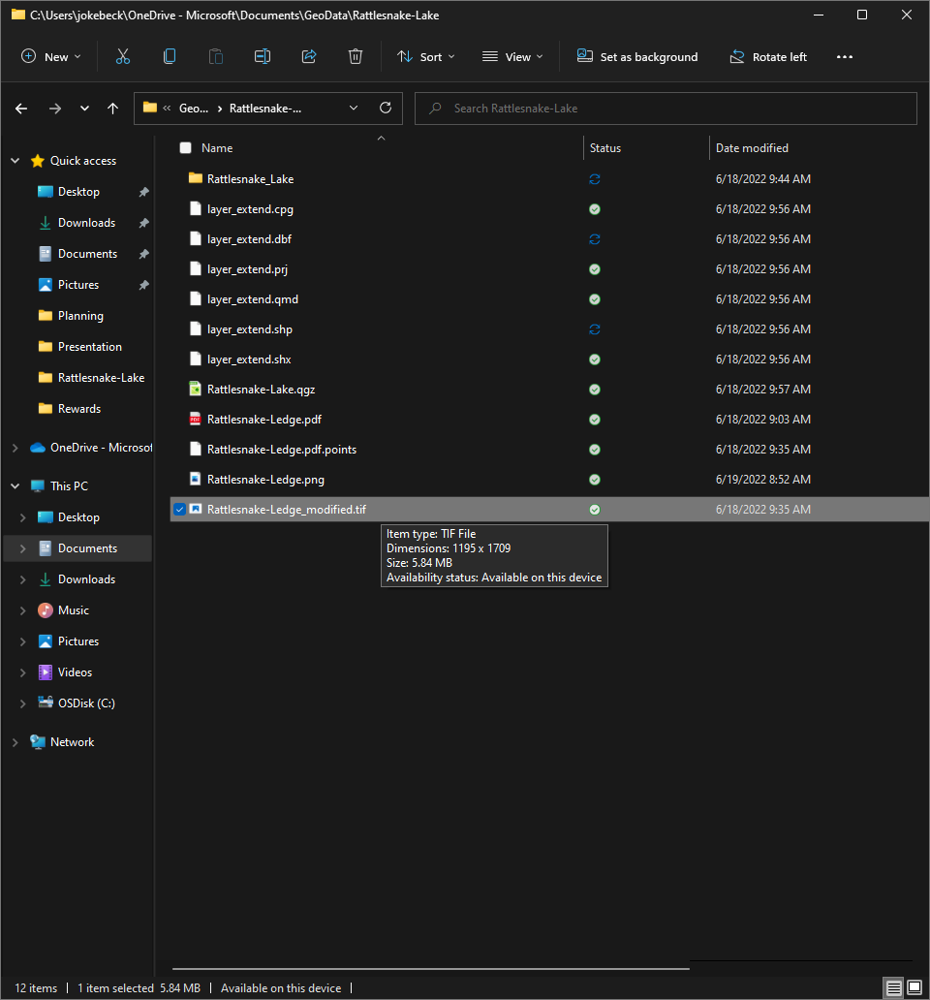 C:\Users\jokebeck\OneDrive - Microsoft\Documents\GeoData\Rattlesnake-Lake
New Sort View Set as background Rotate left
« Geo... > Rattlesnake-... Search Rattlesnake-Lake
Quick access
Desktop
Downloads
Documents
Pictures
Planning
Presentation
Rattlesnake-Lake
Rewards
OneDrive - Microsof
This PC
Desktop
Documents
Downloads
Music
Pictures
Videos
OSDisk (C:)
Network
Name Status Date modified
Rattlesnake_Lake 6/18/2022 9:44 AM
layer_extend.cpg 6/18/2022 9:56 AM
layer_extend.dbf 6/18/2022 9:56 AM
layer_extend.prj 6/18/2022 9:56 AM
layer_extend.qmd 6/18/2022 9:56 AM
layer_extend.shp 6/18/2022 9:56 AM
layer_extend.shx 6/18/2022 9:56 AM
Rattlesnake-Lake.qgz 6/18/2022 9:57 AM
PDF Rattlesnake-Ledge.pdf 6/18/2022 9:03 AM
Rattlesnake-Ledge.pdf.points 6/18/2022 9:35 AM
Rattlesnake-Ledge.png 6/19/2022 8:52 AM
Rattlesnake-Ledge_modified.tif 6/18/2022 9:35 AM
Item type: TIF File
Dimensions: 1195 x 1709
Size: 5.84 MB
Availability status: Available on this device
12 items | 1 item selected 5.84 MB | Available on this device |